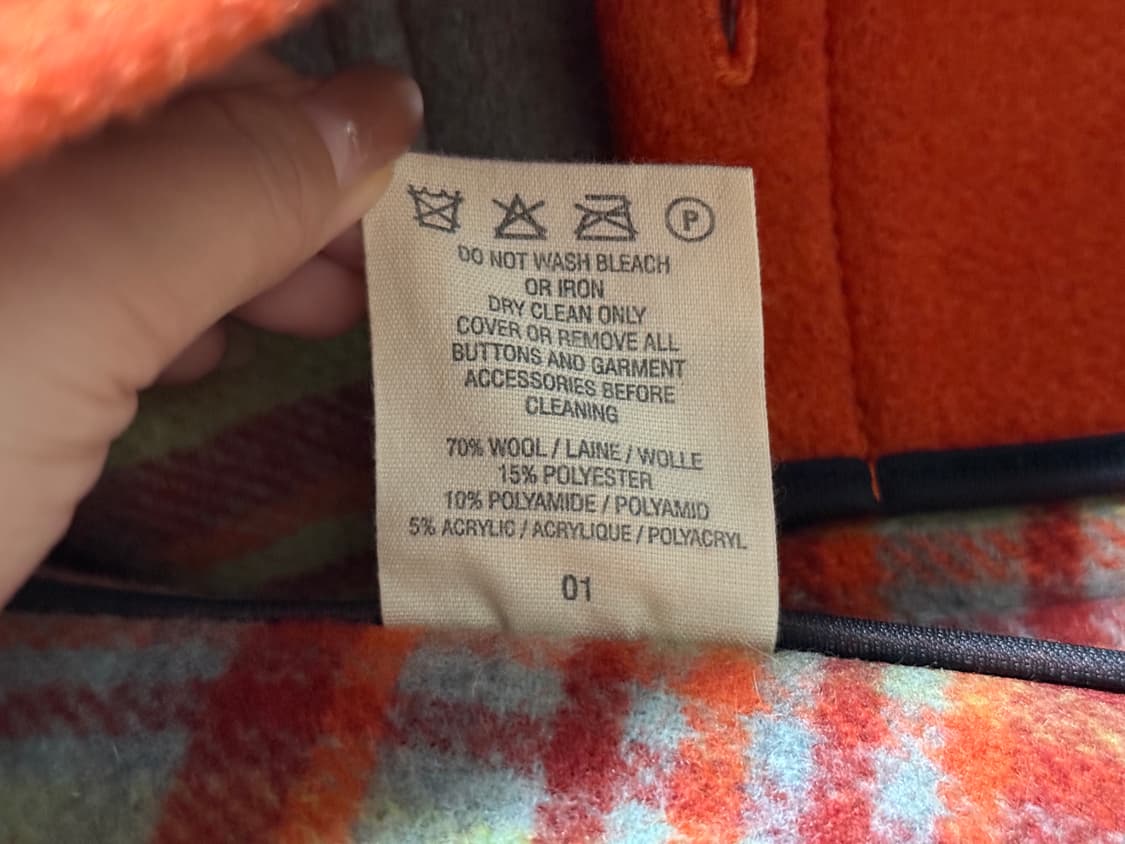 P
DO NOT WASH BLEACH
OR IRON
DRY CLEAN ONLY
COVER OR REMOVE ALL
BUTTONS AND GARMENT
ACCESSORIES BEFORE
CLEANING
70% WOOL / LAINE / WOLLE
15% POLYESTER
10% POLYAMIDE / POLYAMID
5% ACRYLIC / ACRYLIQUE / POLYACRYL
01